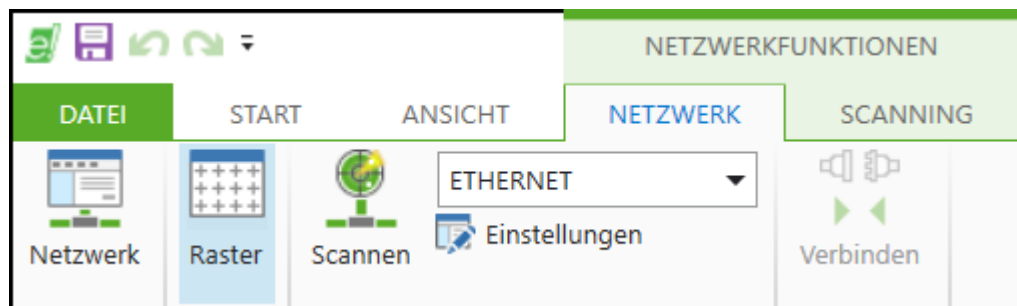 NETZWERKFUNKTIONEN
DATEI START ANSICHT NETZWERK SCANNING
ETHERNET
Einstellungen
Netzwerk Raster Scannen Verbinden